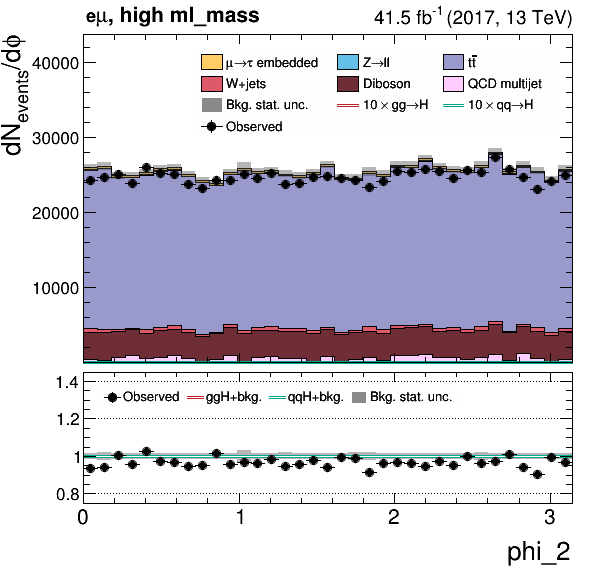 eμ, high ml_mass
41.5 fb⁻¹ (2017, 13 TeV)
dN_events/dϕ
μ→τ embedded Z→ll tt̄
W+jets Diboson QCD multijet
Bkg. stat. unc. 10 × gg→H 10 × qq→H
Observed
40000
30000
20000
10000
Observed ggH+bkg. qqH+bkg. Bkg. stat. unc.
1.4
1.2
1
0.8
0 1 2 3
phi_2